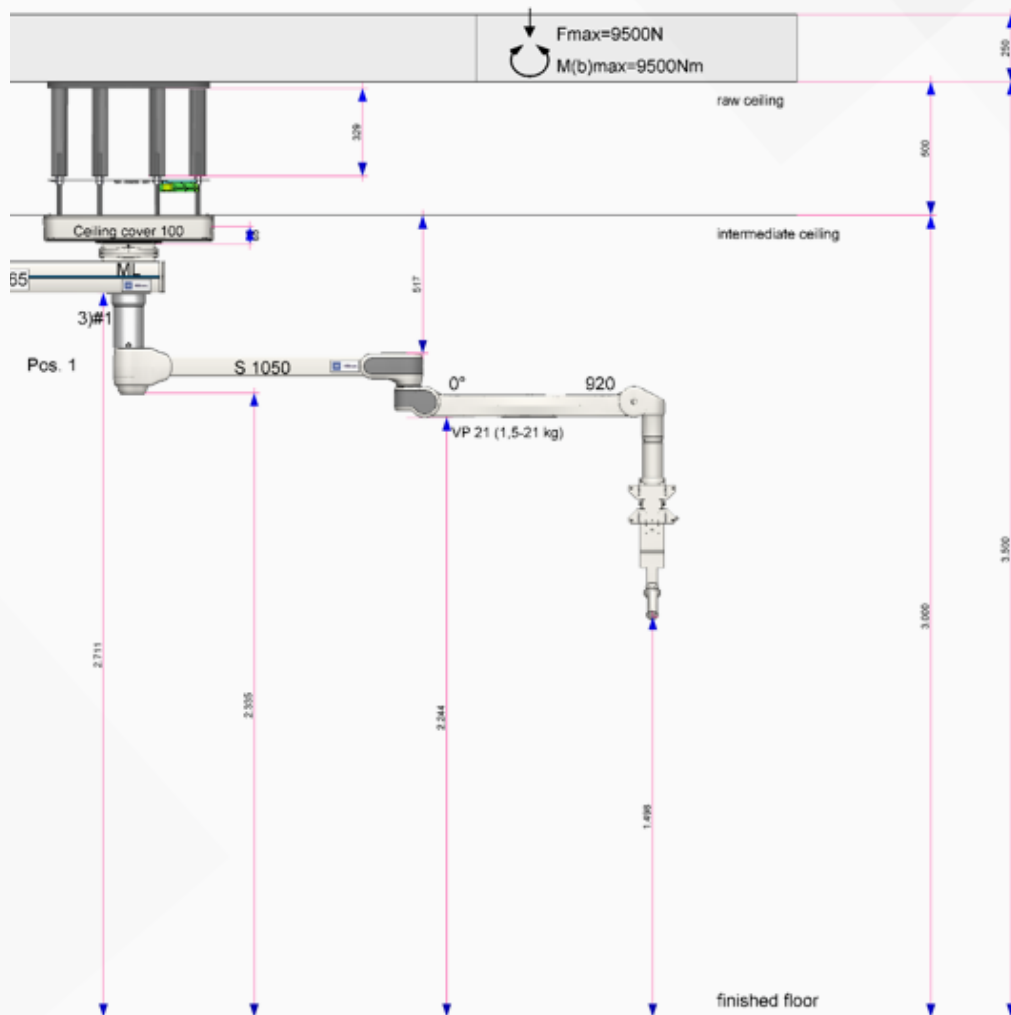 Fmax=9500N
M(b)max=9500Nm
250
raw ceiling
329
500
Ceiling cover 100
intermediate ceiling
65
ML
517
3)#1
Pos. 1
S 1050
0°
920
VP 21 (1,5-21 kg)
3.500
3.000
2.711
2.335
2.244
1.498
finished floor